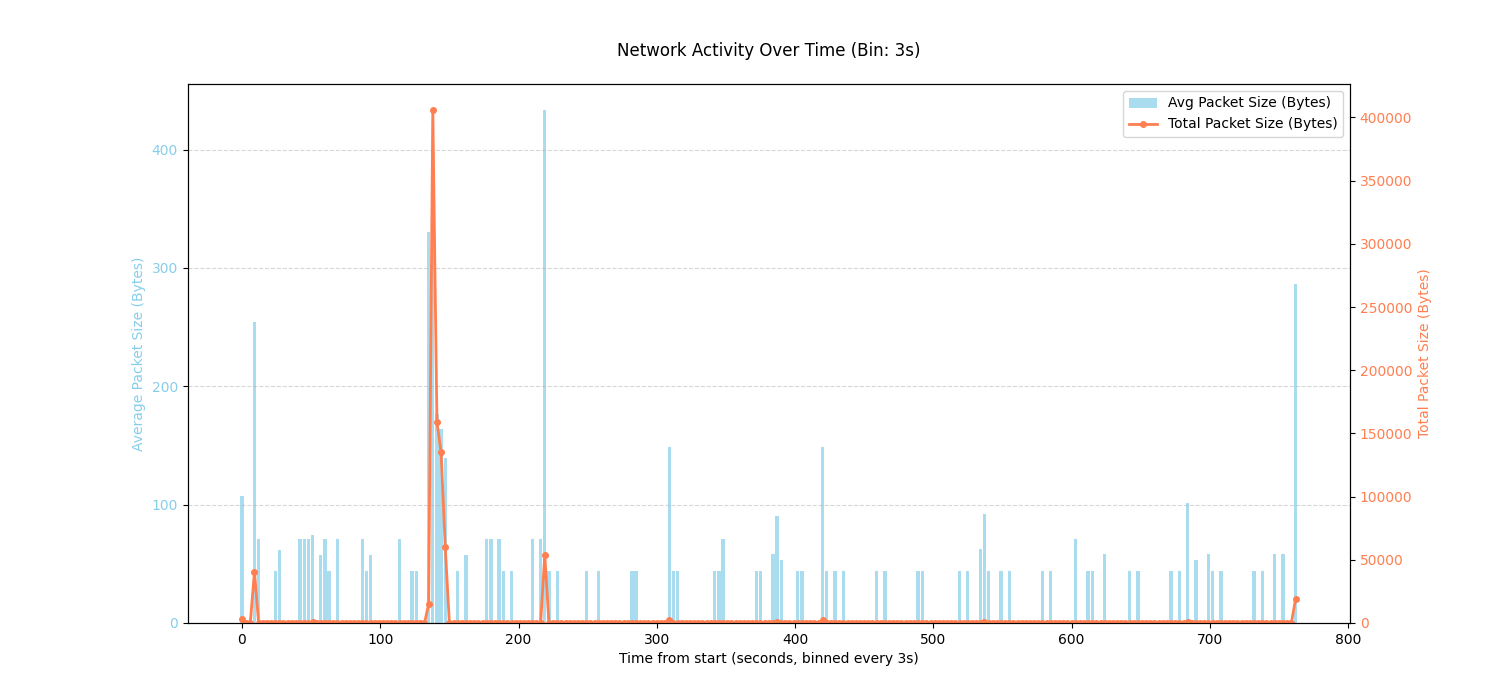 Network Activity Over Time (Bin: 3s)
Avg Packet Size (Bytes)
Total Packet Size (Bytes)
Average Packet Size (Bytes)
400
300
200
100
0
400000
350000
300000
250000
200000
150000
100000
50000
0
Total Packet Size (Bytes)
0 100 200 300 400 500 600 700 800
Time from start (seconds, binned every 3s)